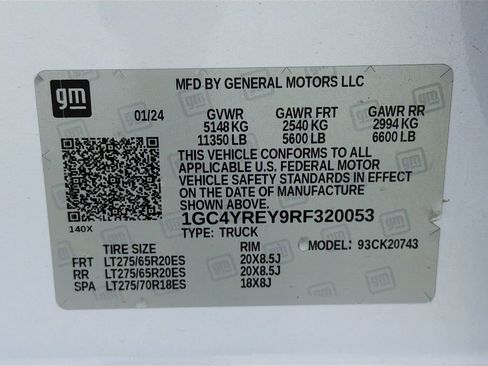 gm
MFD BY GENERAL MOTORS LLC
01/24 GVWR GAWR FRT GAWR RR
5148 KG 2540 KG 2994 KG
11350 LB 5600 LB 6600 LB
THIS VEHICLE CONFORMS TO ALL
APPLICABLE U.S. FEDERAL MOTOR
VEHICLE SAFETY STANDARDS IN EFFECT
ON THE DATE OF MANUFACTURE
SHOWN ABOVE.
140X
1GC4YREY9RF320053
TYPE: TRUCK
MODEL: 93CK20743
TIRE SIZE RIM
FRT LT275/65R20ES 20X8.5J
RR LT275/65R20ES 20X8.5J
SPA LT275/70R18ES 18X8J